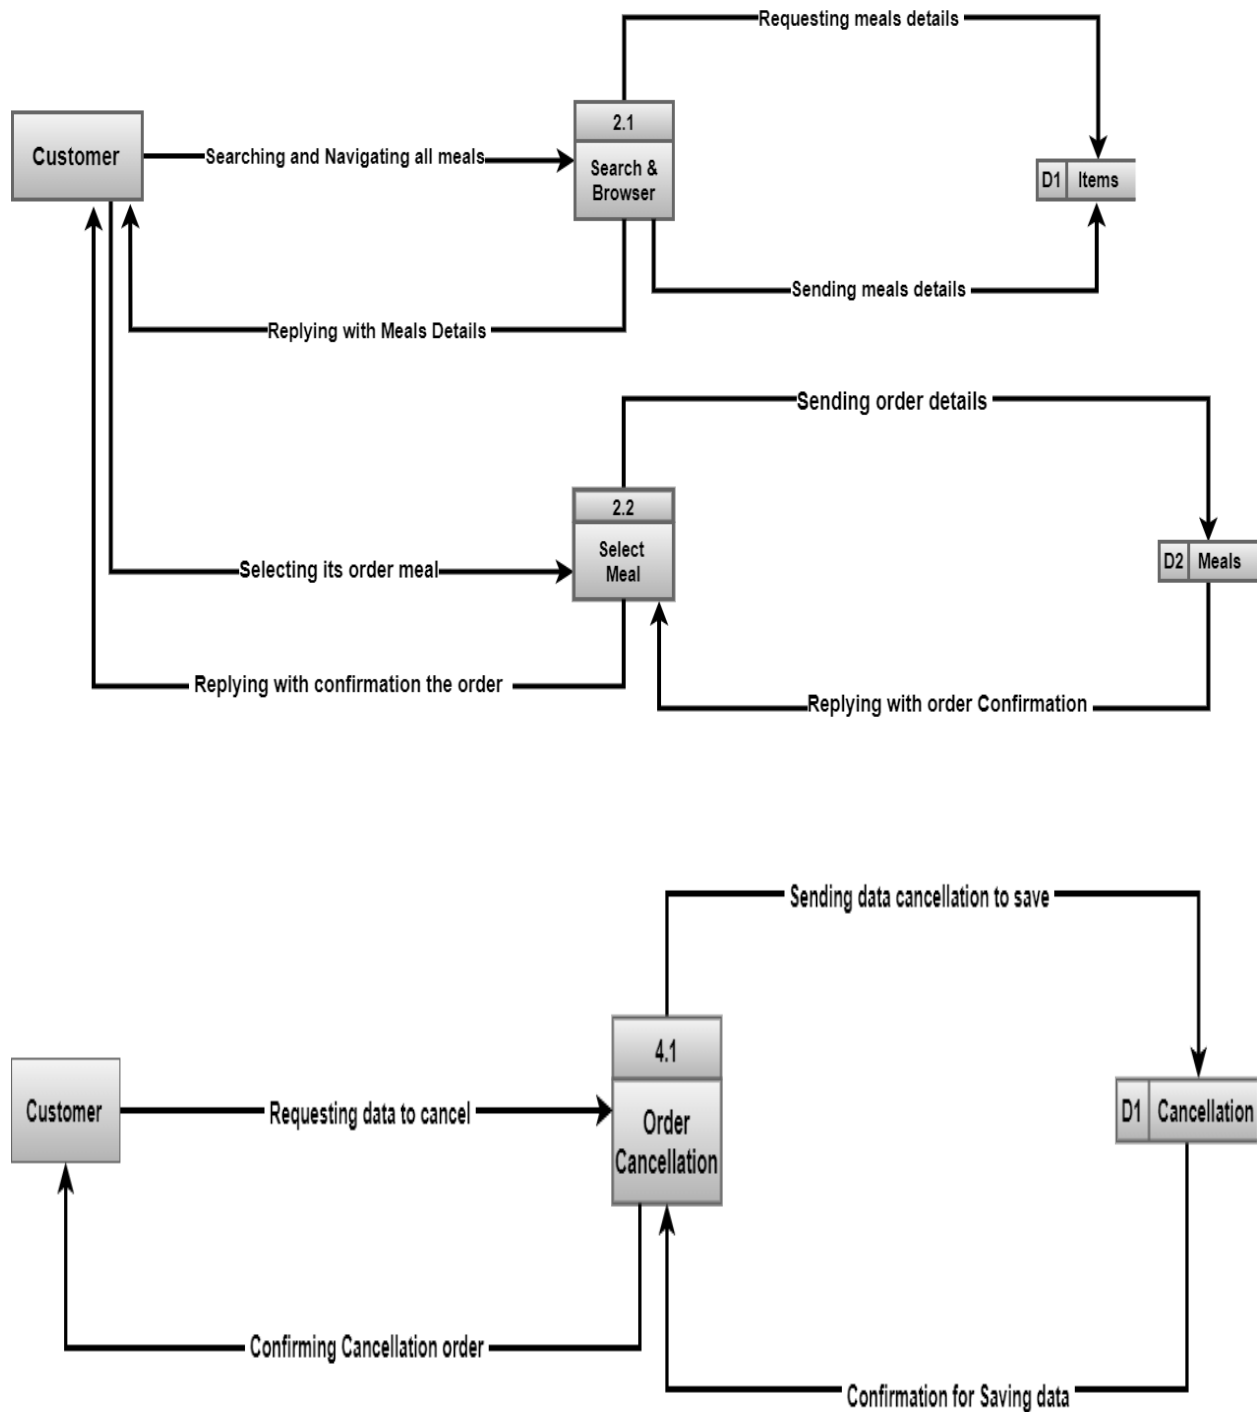 Requesting meals details
2.1
Customer
Searching and Navigating all meals
Search &
Browser
D1
Items
Sending meals details
Replying with Meals Details
Sending order details
2.2
Select
Meal
Selecting its order meal
D2
Meals
Replying with confirmation the order
Replying with order Confirmation
Sending data cancellation to save
4.1
Customer
Requesting data to cancel
Order
Cancellation
D1
Cancellation
Confirming Cancellation order
Confirmation for Saving data